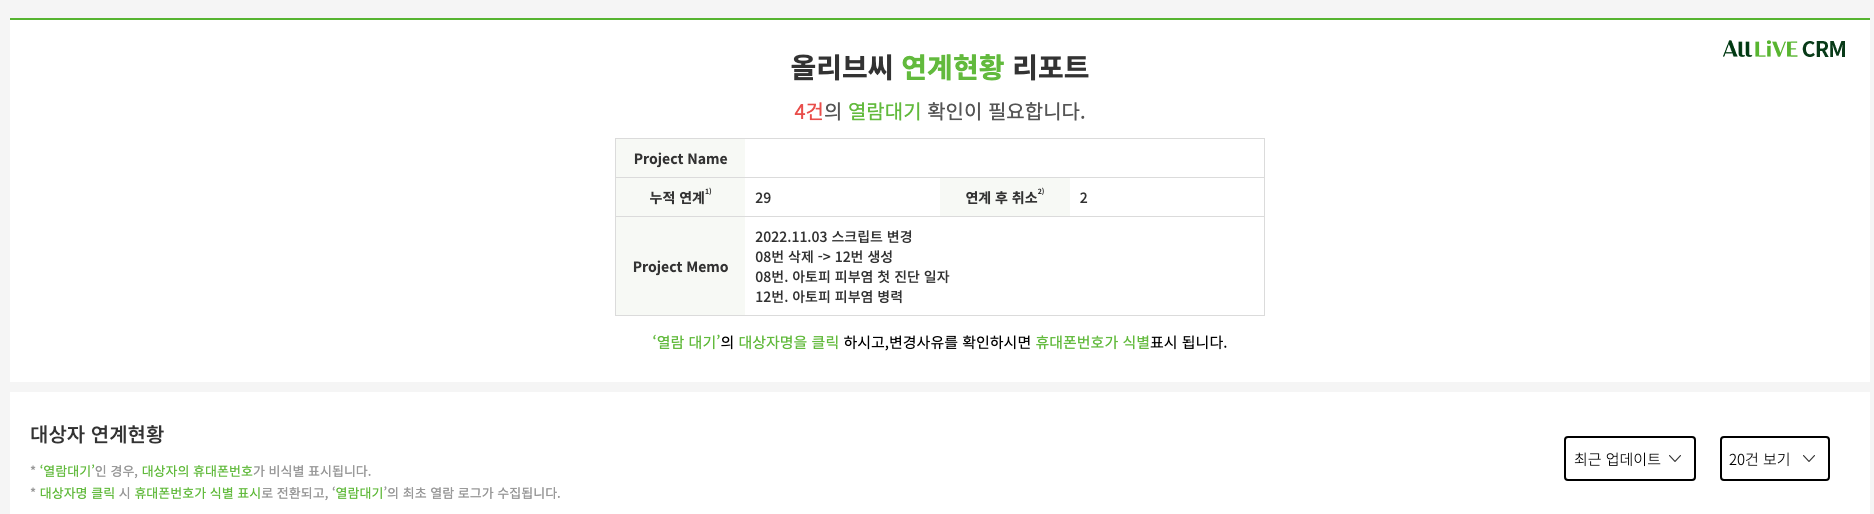 AllLiVE CRM
올리브씨 연계현황 리포트
4건의 열람대기 확인이 필요합니다.
Project Name
누적 연계1) 29 연계 후 취소2) 2
Project Memo
2022.11.03 스크립트 변경
08번 삭제 -> 12번 생성
08번. 아토피 피부염 첫 진단 일자
12번. 아토피 피부염 병력
‘열람 대기’의 대상자명을 클릭 하시고,변경사유를 확인하시면 휴대폰번호가 식별표시 됩니다.
대상자 연계현황
* ‘열람대기’인 경우, 대상자의 휴대폰번호가 비식별 표시됩니다.
* 대상자명 클릭 시 휴대폰번호가 식별 표시로 전환되고, ‘열람대기’의 최초 열람 로그가 수집됩니다.
최근 업데이트 20건 보기